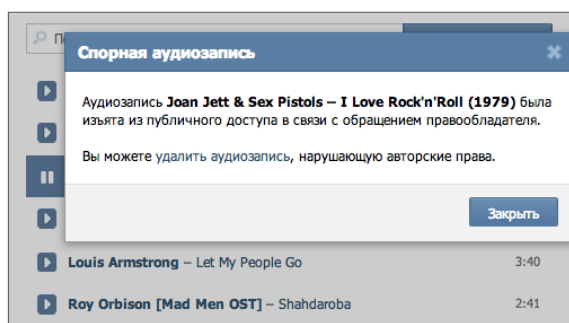 П
Спорная аудиозапись
Аудиозапись Joan Jett & Sex Pistols – I Love Rock'n'Roll (1979) была
изъята из публичного доступа в связи с обращением правообладателя.
Вы можете удалить аудиозапись, нарушающую авторские права.
Закрыть
Louis Armstrong – Let My People Go 3:40
Roy Orbison [Mad Men OST] – Shahdaroba 2:41